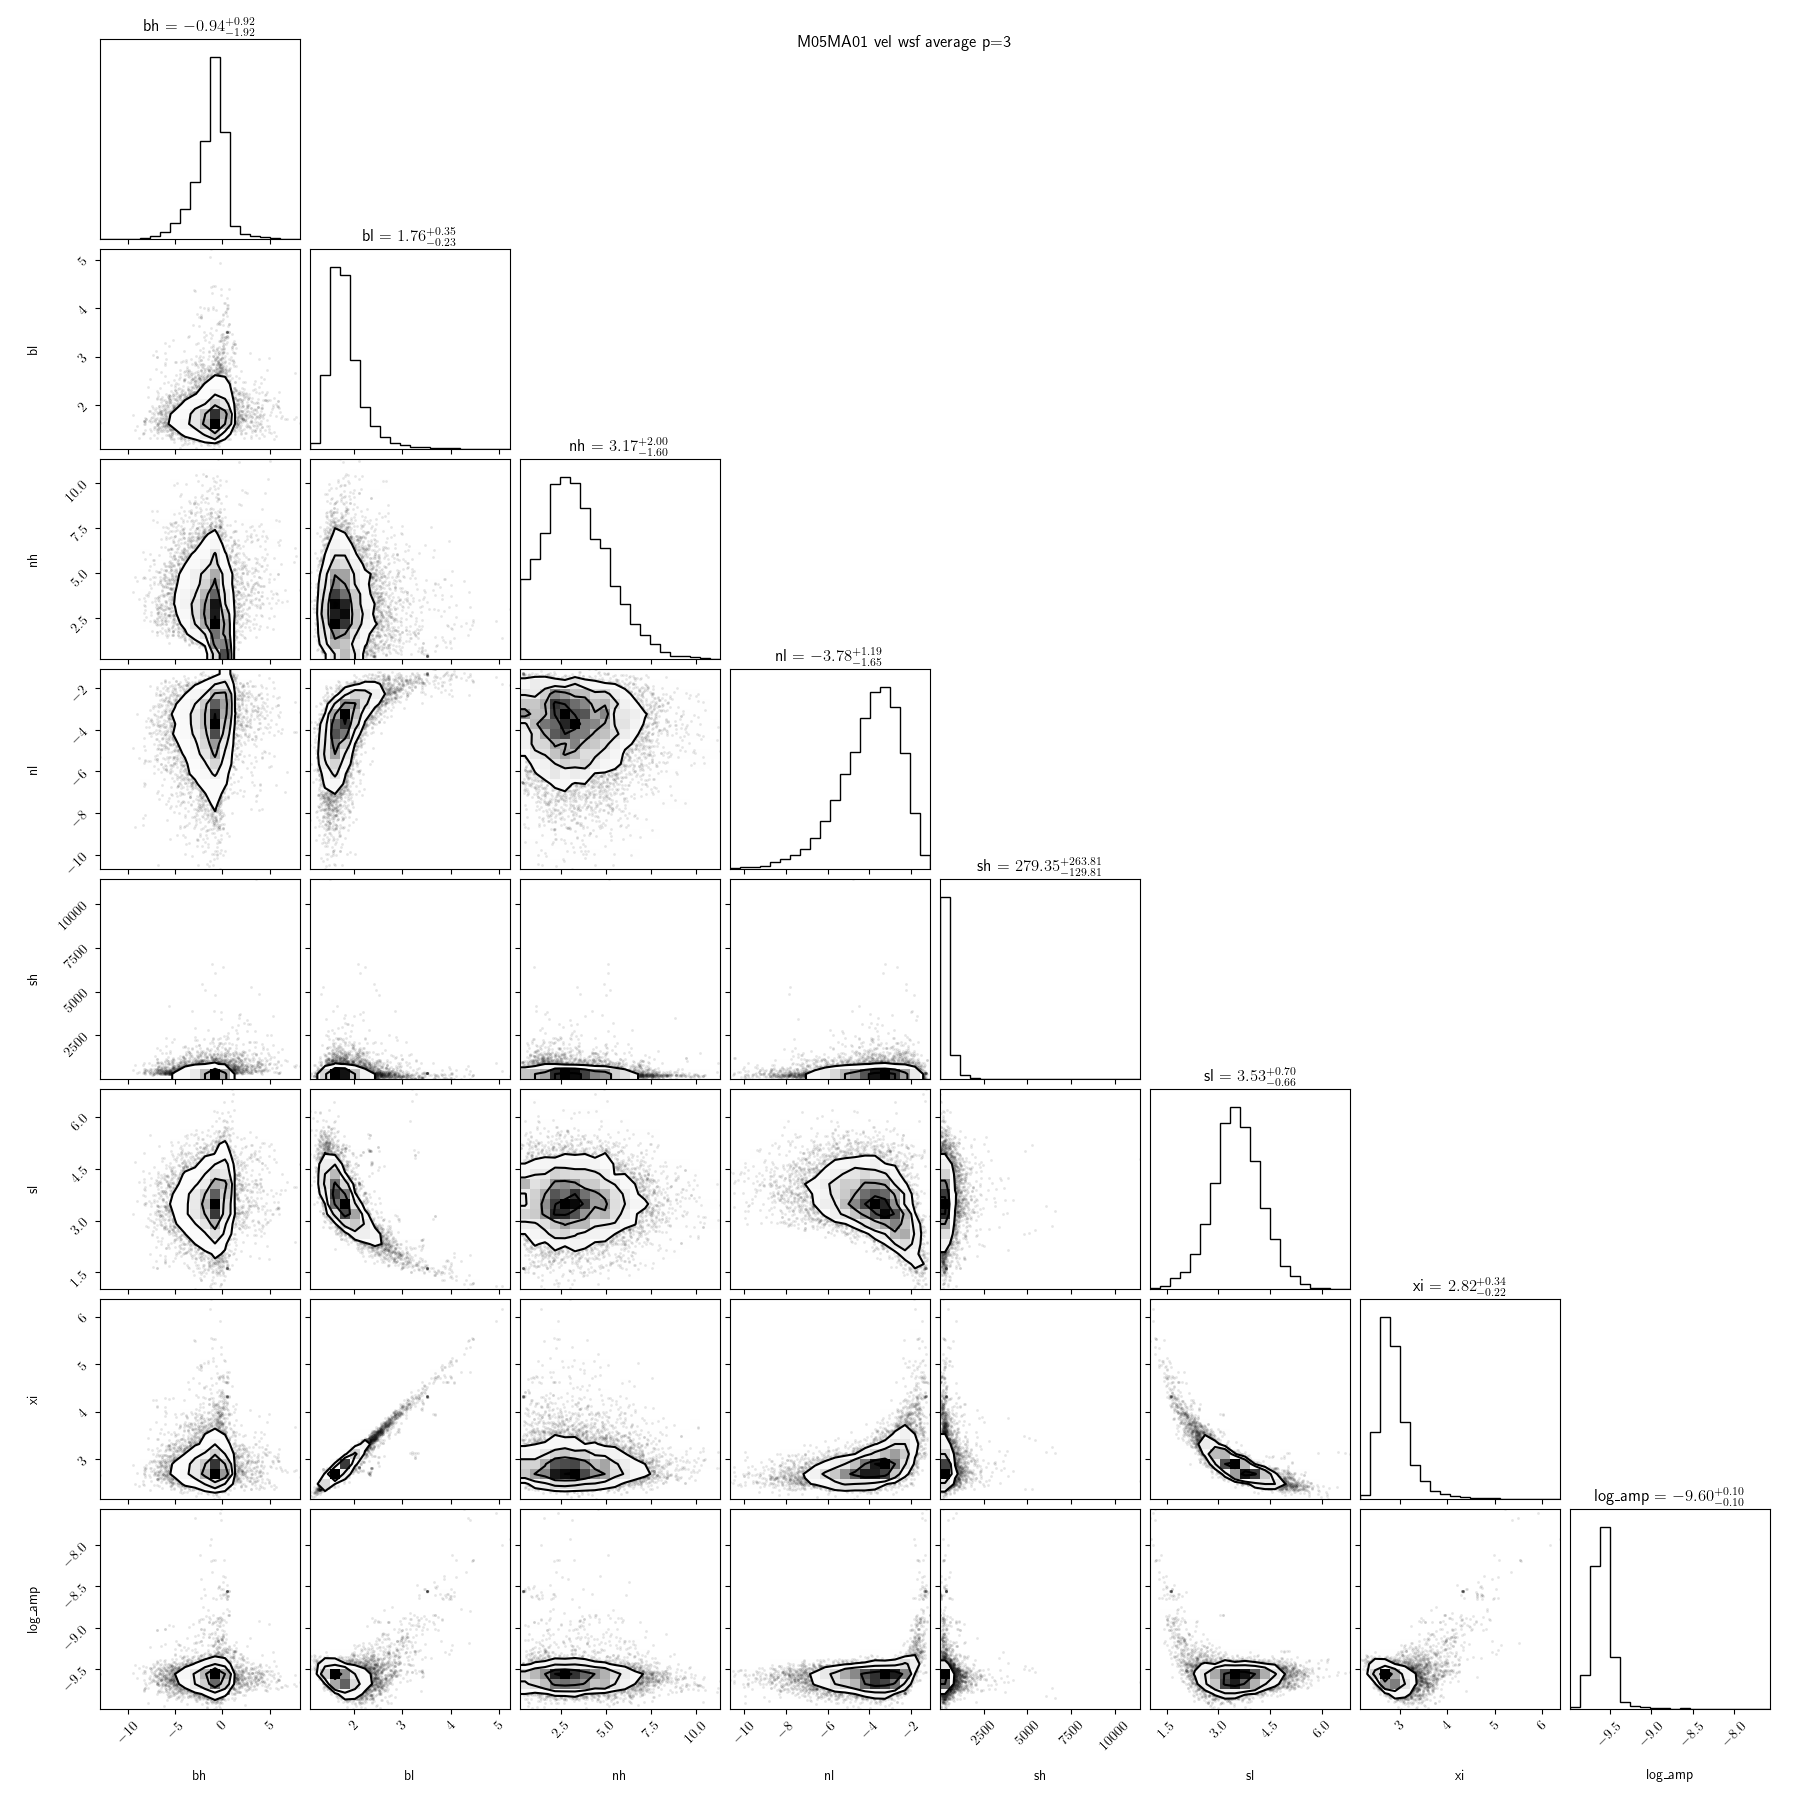 bh = −0.94^{+0.92}_{−1.92}
M05MA01 vel wsf average p=3
bl = 1.76^{+0.35}_{−0.23}
5
4
3
2
bl
nh = 3.17^{+2.00}_{−1.60}
10.0
7.5
5.0
2.5
nh
nl = −3.78^{+1.19}_{−1.65}
−2
−4
−6
−8
−10
nl
sh = 279.35^{+263.81}_{−129.81}
10000
7500
5000
2500
sh
sl = 3.53^{+0.70}_{−0.66}
6.0
4.5
3.0
1.5
sl
xi = 2.82^{+0.34}_{−0.22}
6
5
4
3
xi
log_amp = −9.60^{+0.10}_{−0.10}
−8.0
−8.5
−9.0
−9.5
log_amp
−10 −5 0 5 2 3 4 5 2.5 5.0 7.5 10.0 −10 −8 −6 −4 −2 2500 5000 7500 10000 1.5 3.0 4.5 6.0 3 4 5 6 −9.5 −9.0 −8.5 −8.0
bh bl nh nl sh sl xi log_amp